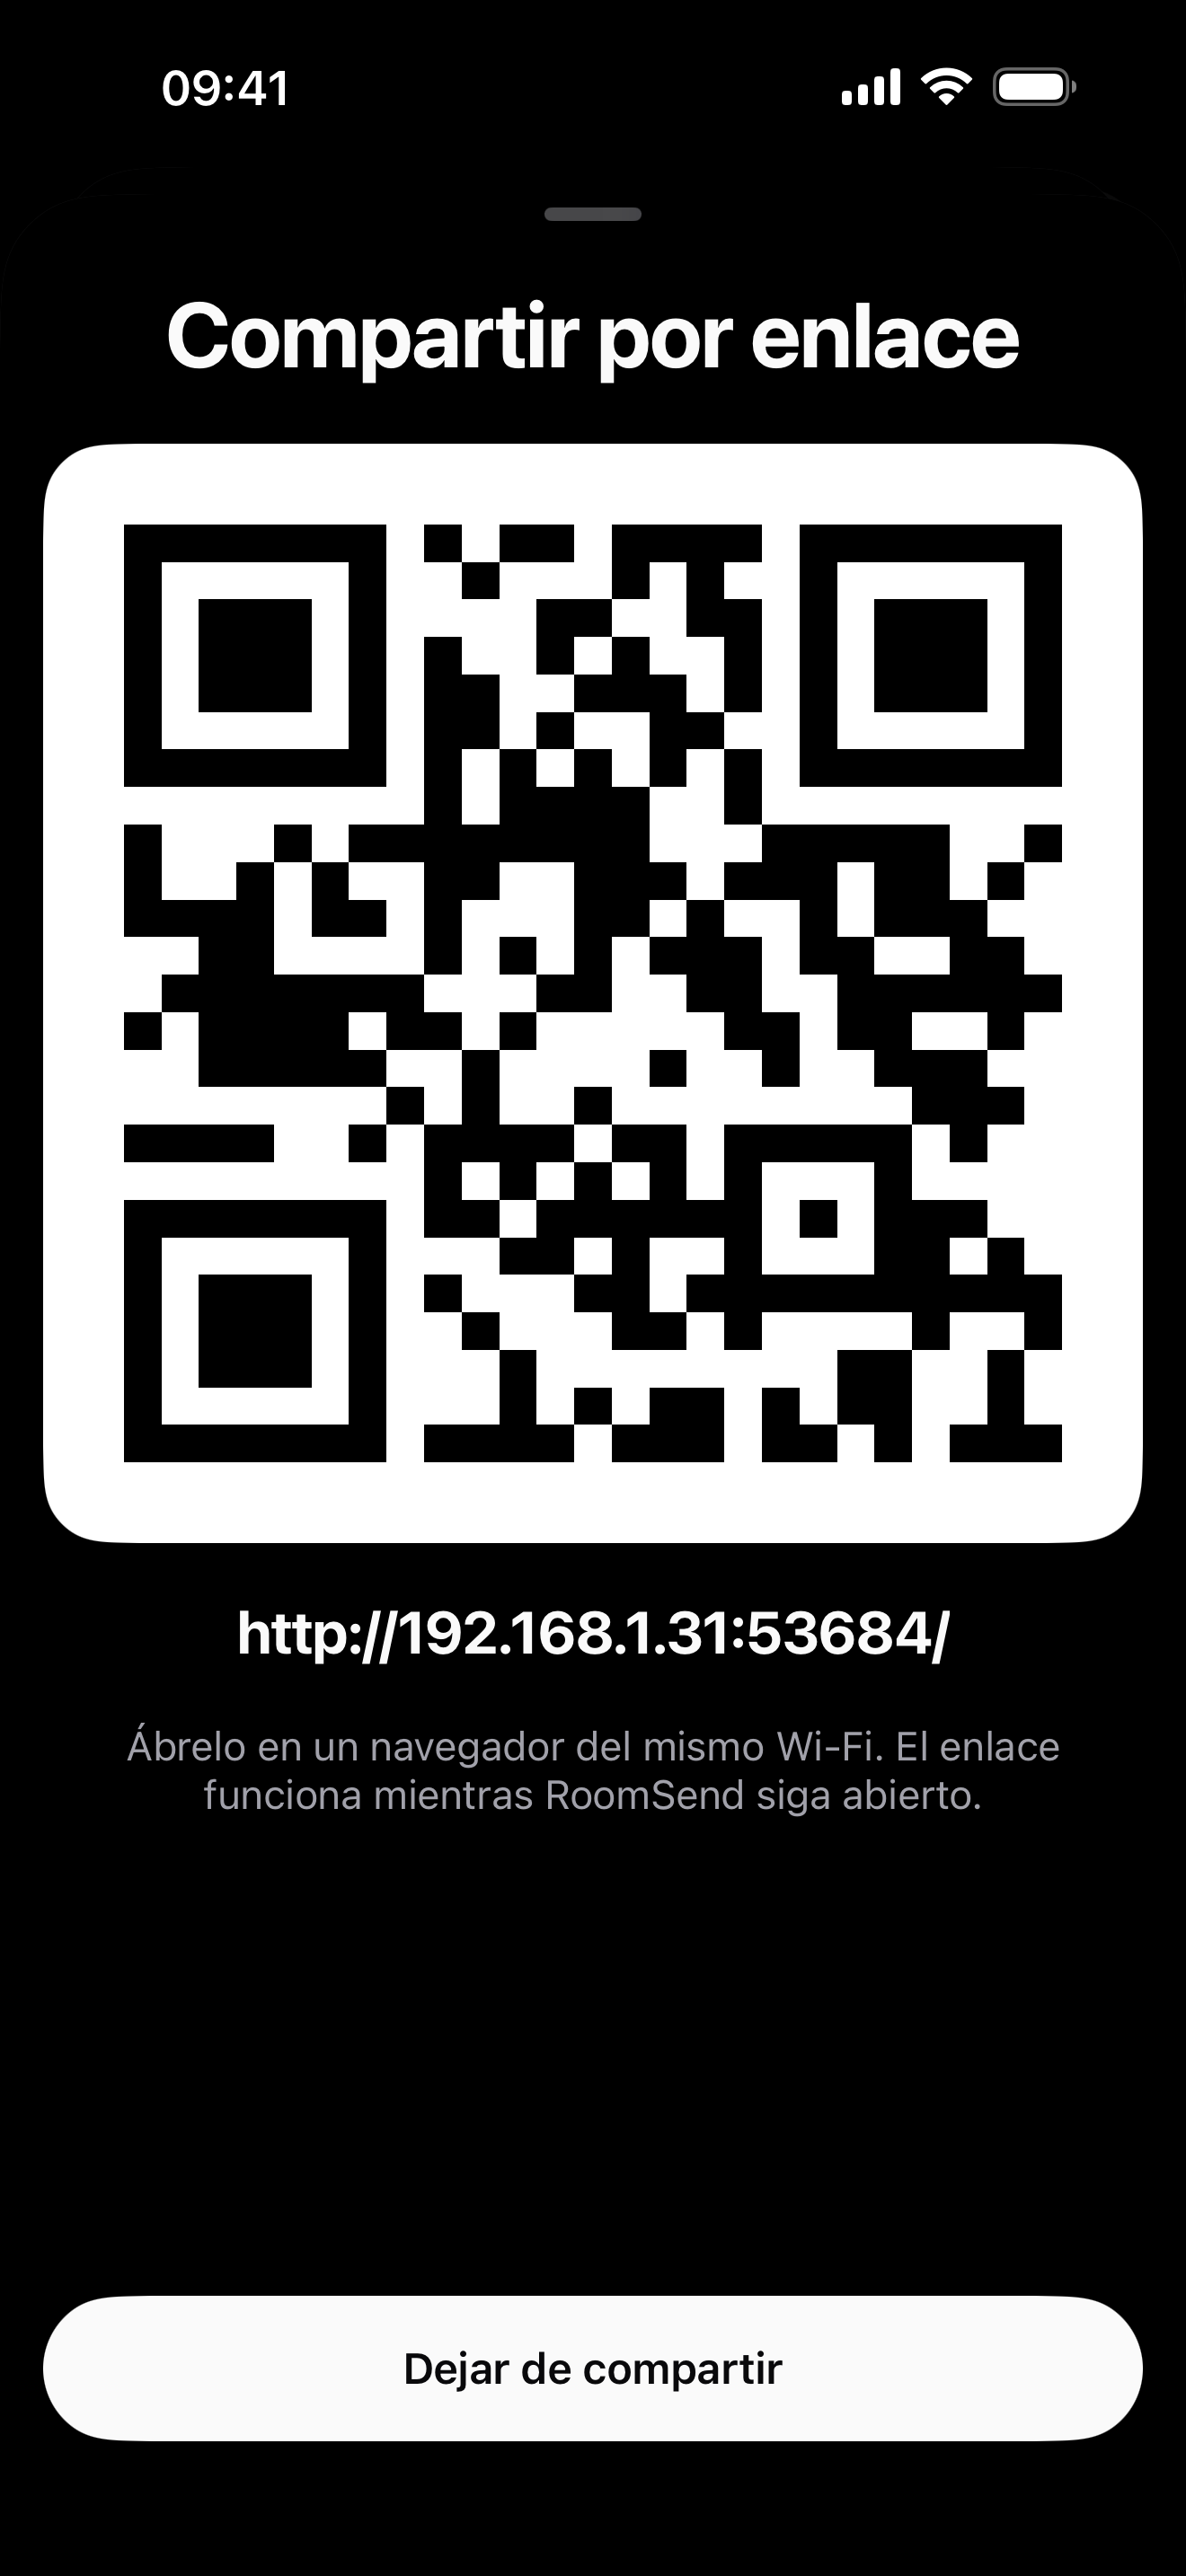 09:41
Compartir por enlace
http://192.168.1.31:53684/
Ábrelo en un navegador del mismo Wi-Fi. El enlace
funciona mientras RoomSend siga abierto.
Dejar de compartir